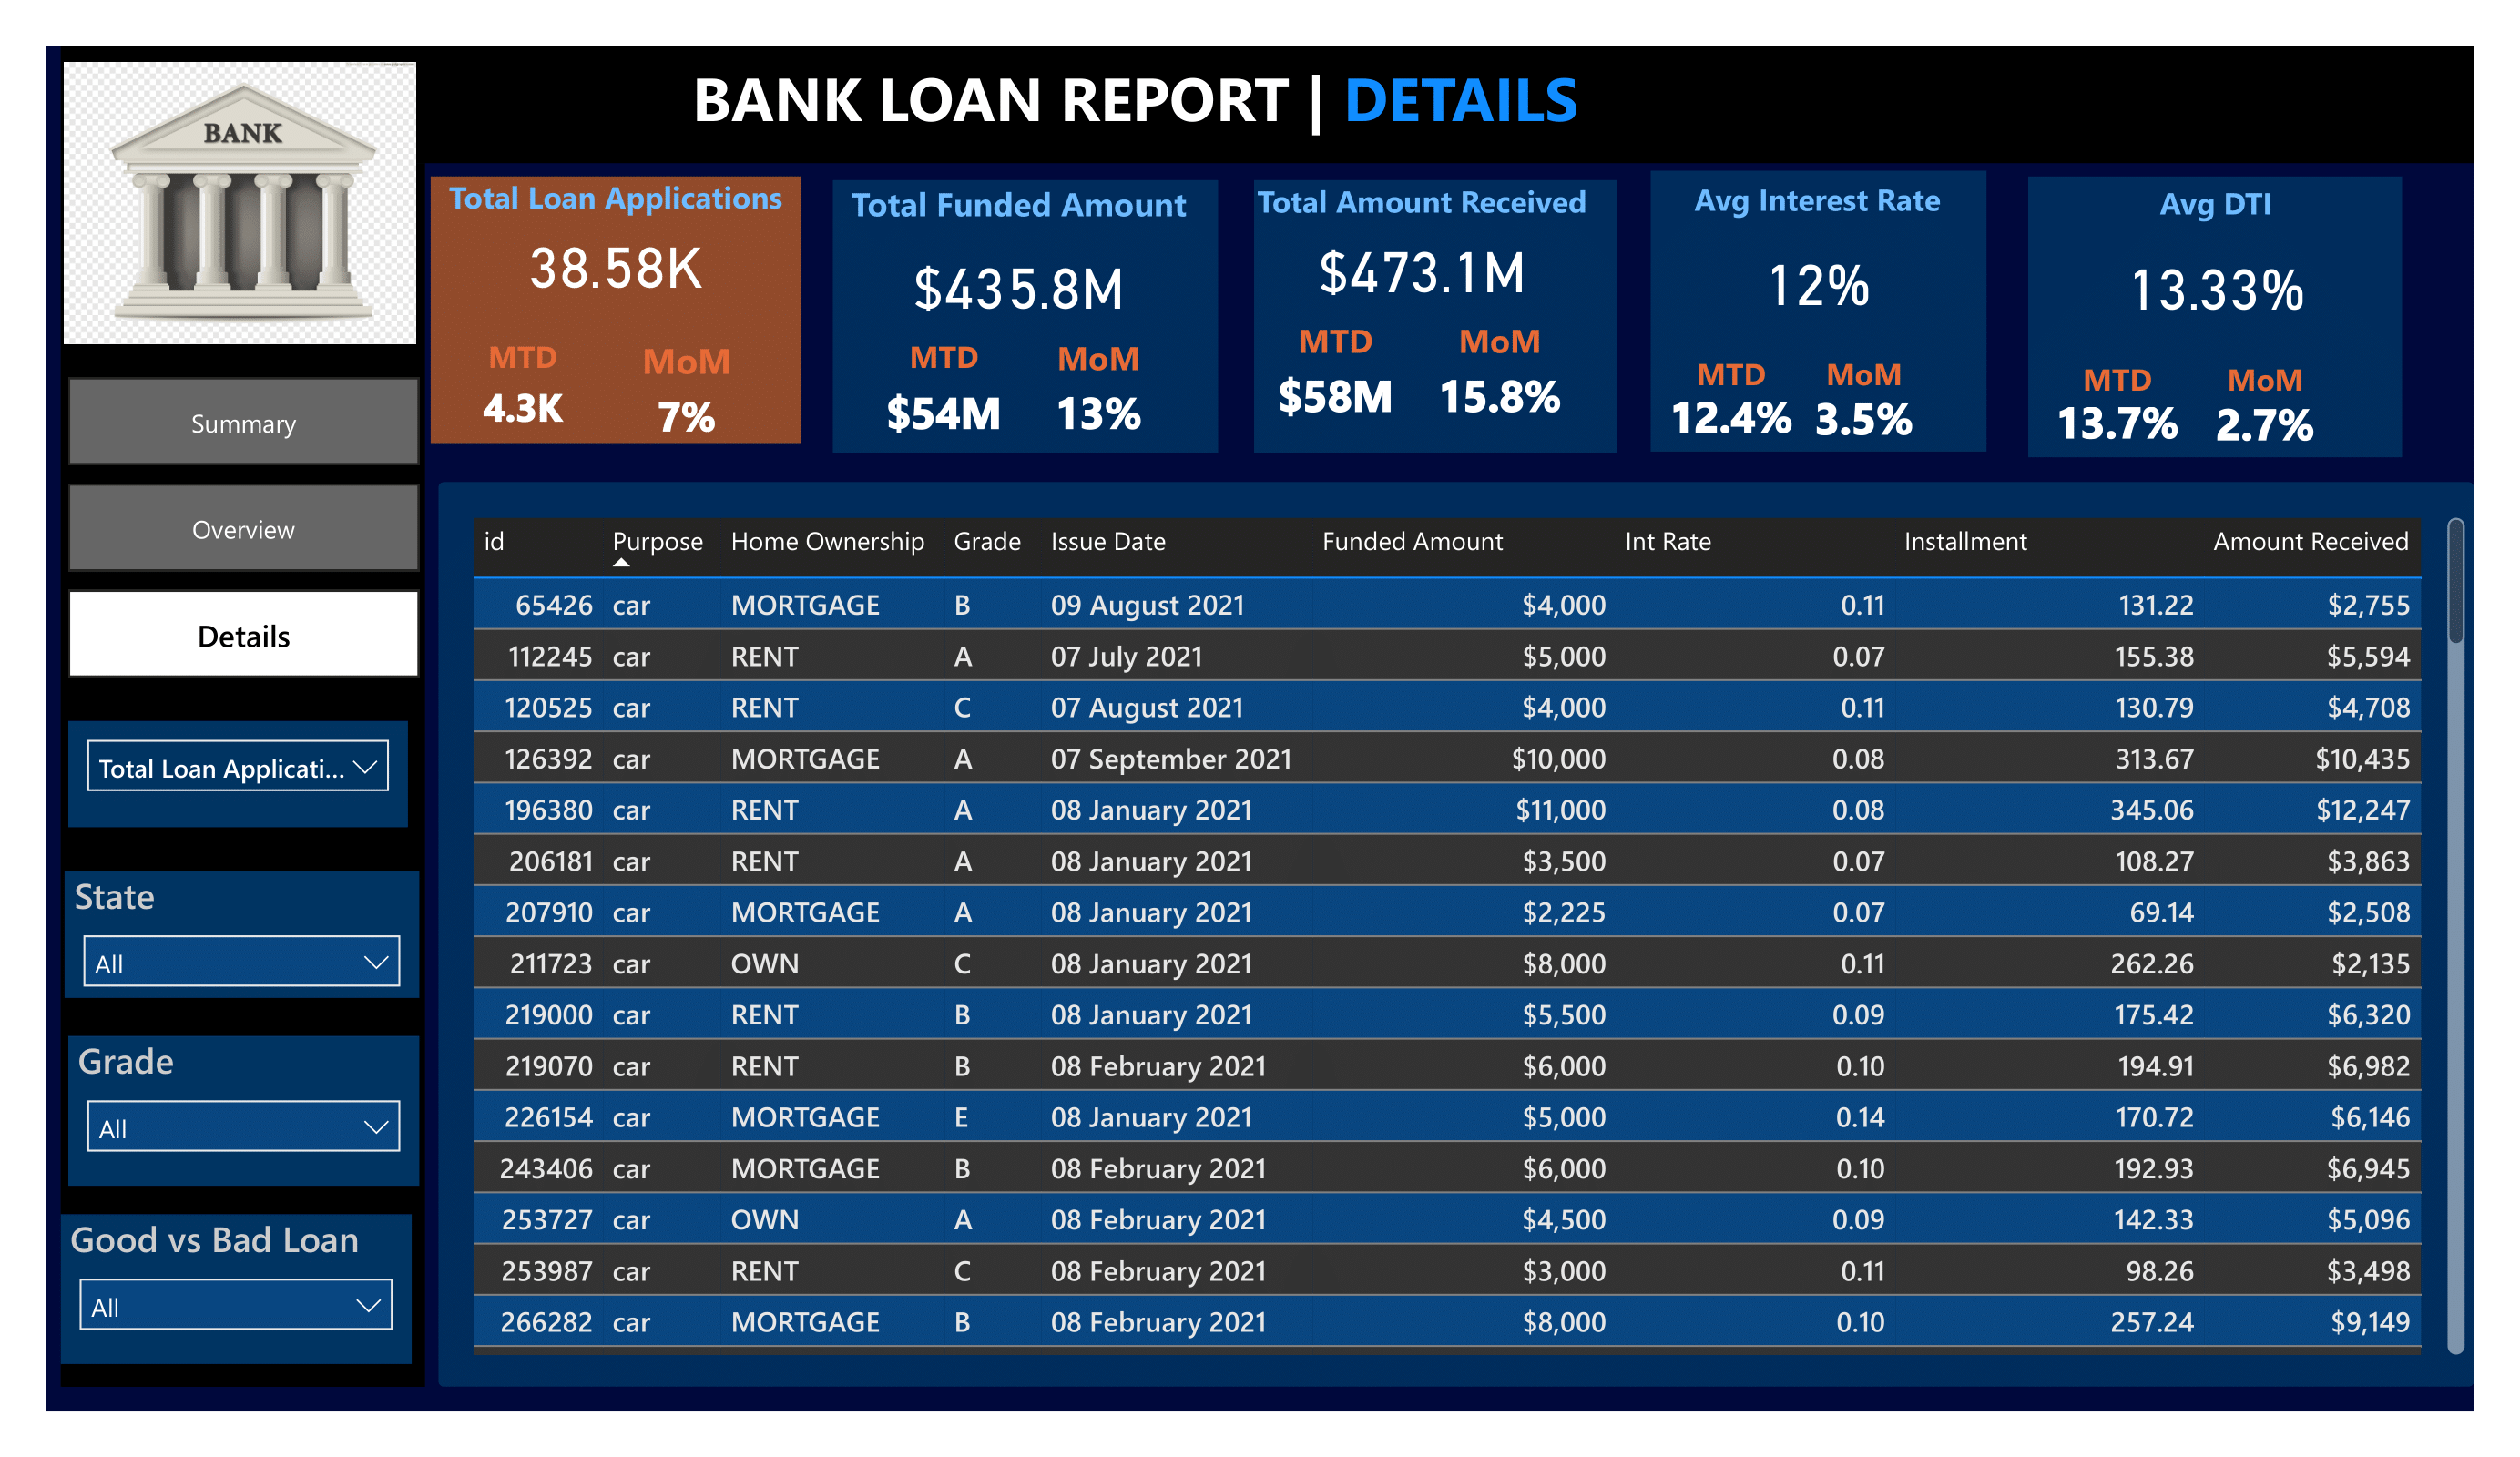 BANK
BANK LOAN REPORT | DETAILS
Total Loan Applications
38.58K
MTD MoM
4.3K 7%
Total Funded Amount
$435.8M
MTD MoM
$54M 13%
Total Amount Received
$473.1M
MTD MoM
$58M 15.8%
Avg Interest Rate
12%
MTD MoM
12.4% 3.5%
Avg DTI
13.33%
MTD MoM
13.7% 2.7%
Summary
Overview
Details
Total Loan Applicati...
State
All
Grade
All
Good vs Bad Loan
All
id Purpose Home Ownership Grade Issue Date Funded Amount Int Rate Installment Amount Received
65426 car MORTGAGE B 09 August 2021 $4,000 0.11 131.22 $2,755
112245 car RENT A 07 July 2021 $5,000 0.07 155.38 $5,594
120525 car RENT C 07 August 2021 $4,000 0.11 130.79 $4,708
126392 car MORTGAGE A 07 September 2021 $10,000 0.08 313.67 $10,435
196380 car RENT A 08 January 2021 $11,000 0.08 345.06 $12,247
206181 car RENT A 08 January 2021 $3,500 0.07 108.27 $3,863
207910 car MORTGAGE A 08 January 2021 $2,225 0.07 69.14 $2,508
211723 car OWN C 08 January 2021 $8,000 0.11 262.26 $2,135
219000 car RENT B 08 January 2021 $5,500 0.09 175.42 $6,320
219070 car RENT B 08 February 2021 $6,000 0.10 194.91 $6,982
226154 car MORTGAGE E 08 January 2021 $5,000 0.14 170.72 $6,146
243406 car MORTGAGE B 08 February 2021 $6,000 0.10 192.93 $6,945
253727 car OWN A 08 February 2021 $4,500 0.09 142.33 $5,096
253987 car RENT C 08 February 2021 $3,000 0.11 98.26 $3,498
266282 car MORTGAGE B 08 February 2021 $8,000 0.10 257.24 $9,149